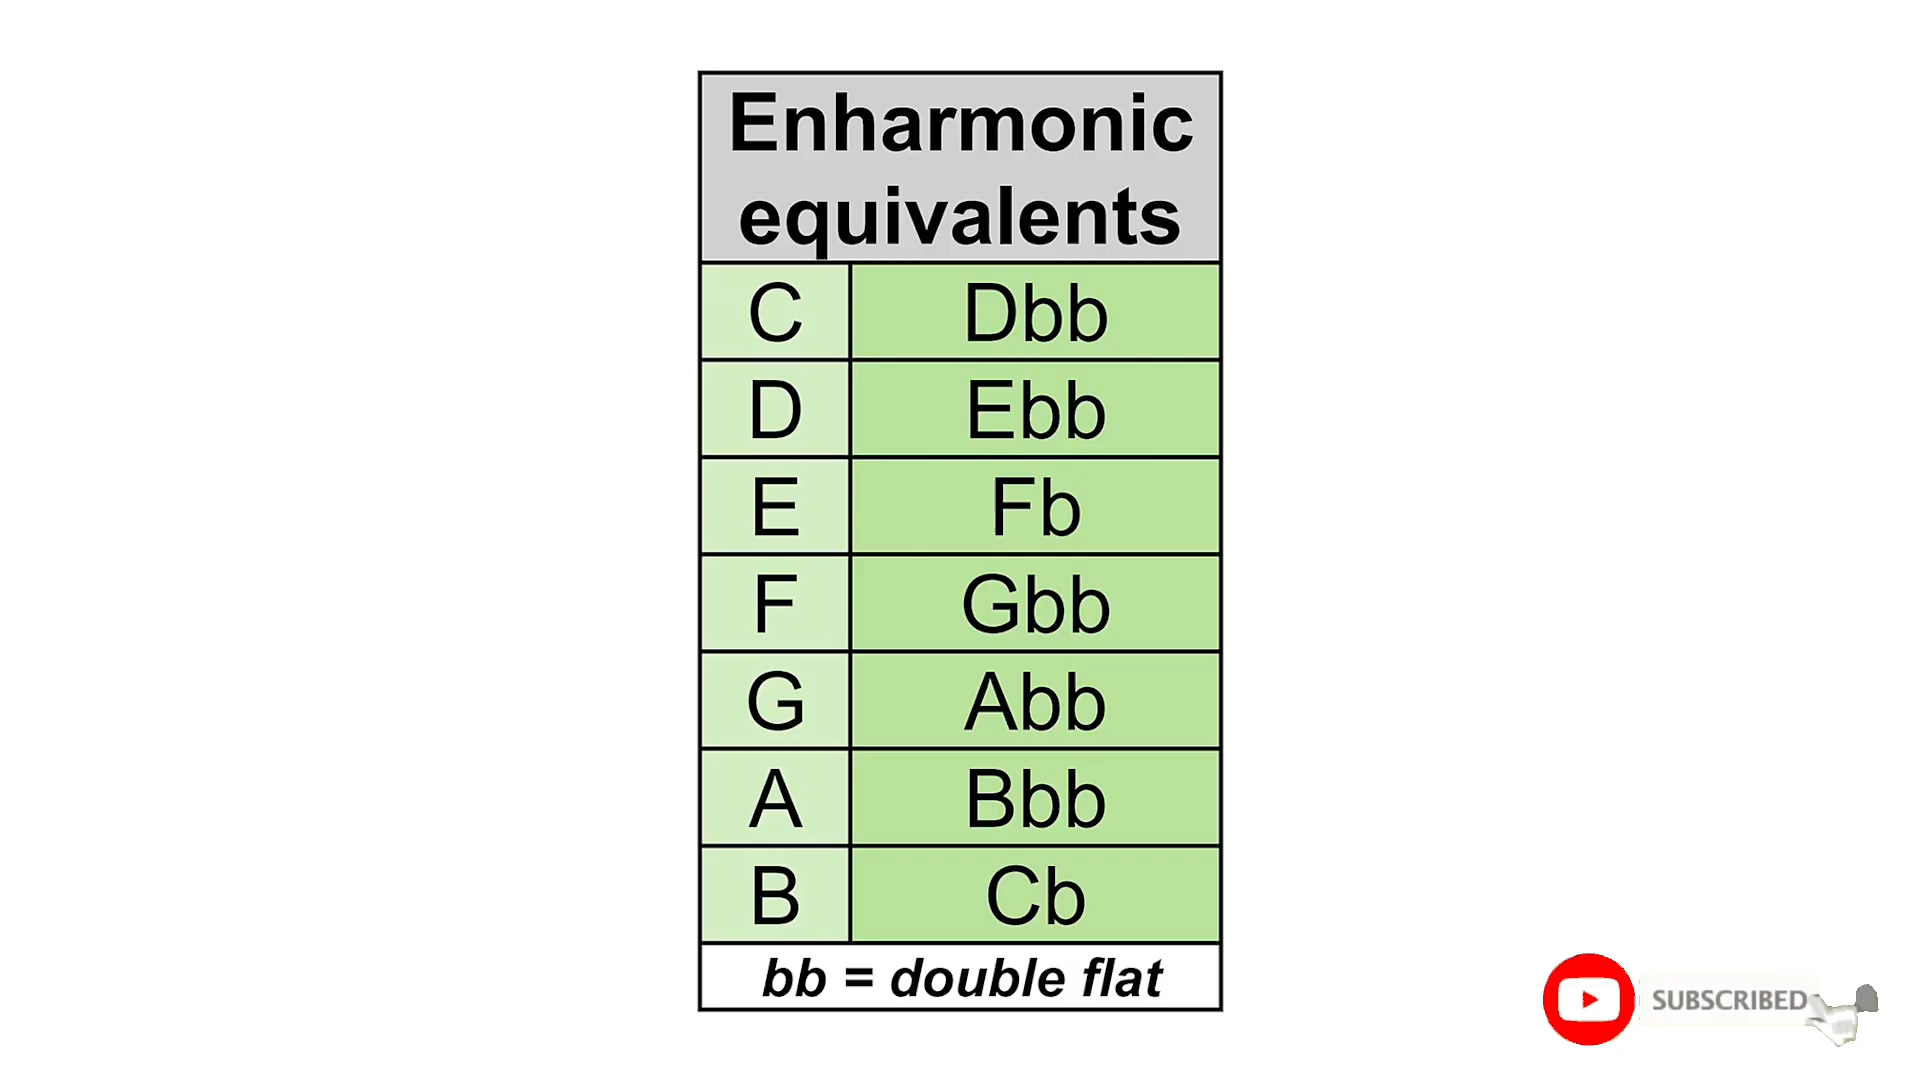 Enharmonic
equivalents
C Dbb
D Ebb
E Fb
F Gbb
G Abb
A Bbb
B Cb
bb = double flat
SUBSCRIBED